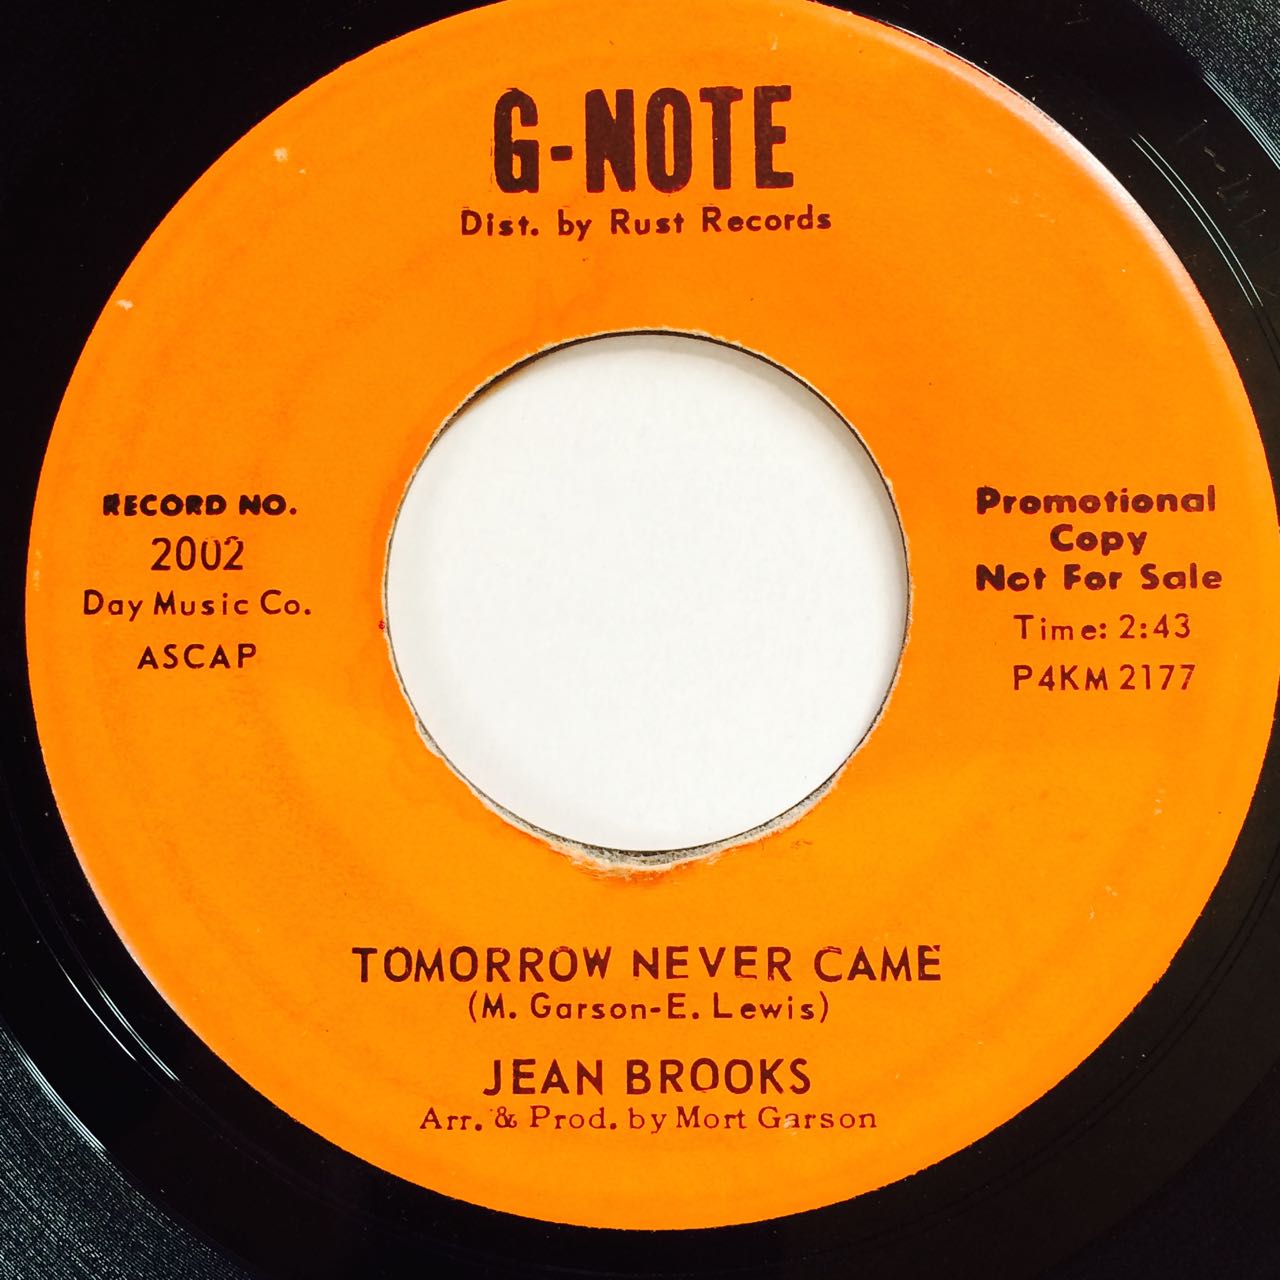 G-NOTE
Dist. by Rust Records
RECORD NO.
2002
Day Music Co.
ASCAP
Promotional
Copy
Not For Sale
Time: 2:43
P4KM 2177
TOMORROW NEVER CAME
(M. Garson-E. Lewis)
JEAN BROOKS
Arr. & Prod. by Mort Garson